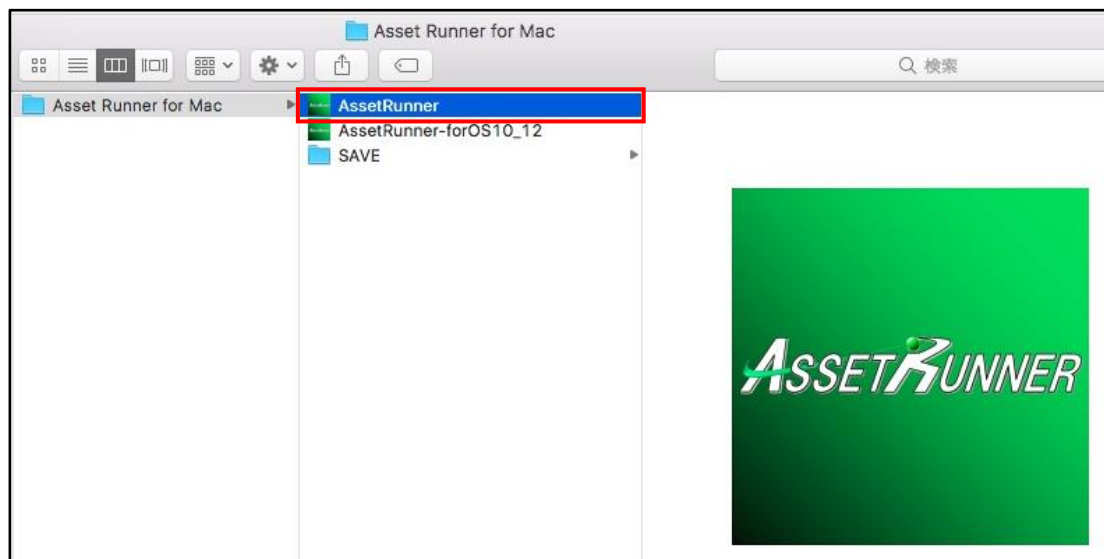 Asset Runner for Mac
検索
Asset Runner for Mac
AssetRunner
AssetRunner-forOS10_12
SAVE
ASSETRUNNER